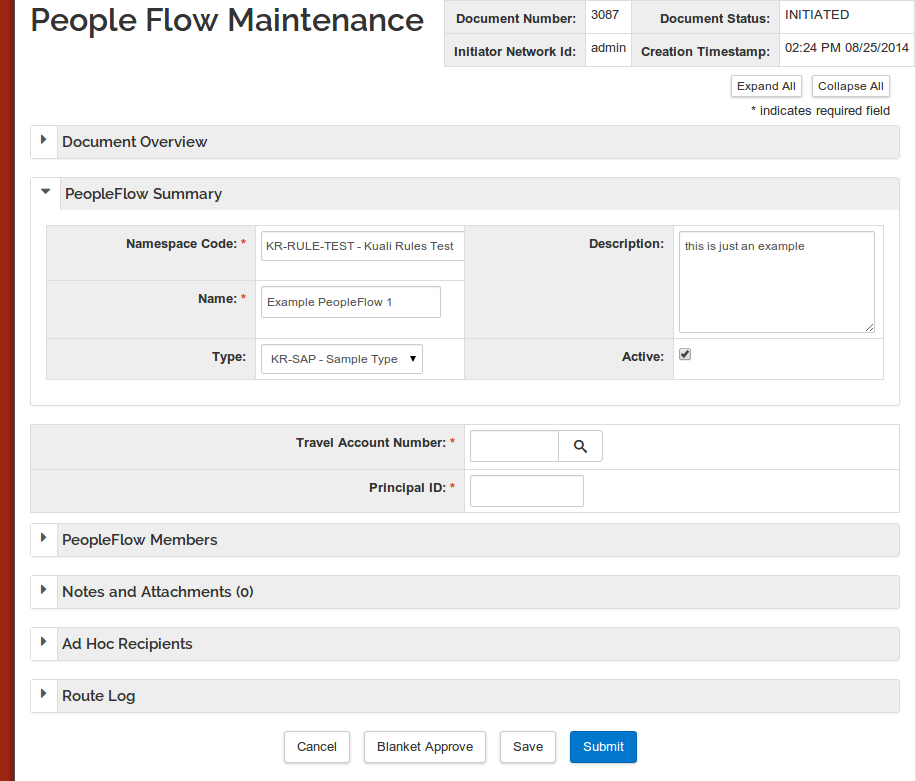 People Flow Maintenance
Document Number: 3087 Document Status: INITIATED
Initiator Network Id: admin Creation Timestamp: 02:24 PM 08/25/2014
Expand All Collapse All
* indicates required field
Document Overview
PeopleFlow Summary
Namespace Code: * KR-RULE-TEST - Kuali Rules Test Description: this is just an example
Name: * Example PeopleFlow 1
Type: KR-SAP - Sample Type Active:
Travel Account Number: *
Principal ID: *
PeopleFlow Members
Notes and Attachments (0)
Ad Hoc Recipients
Route Log
Cancel Blanket Approve Save Submit